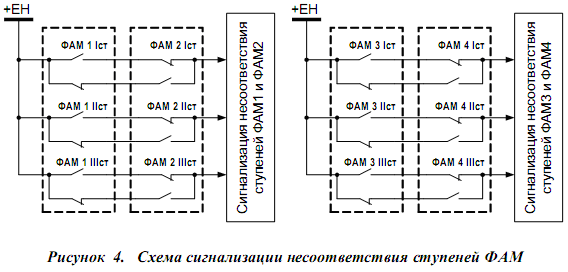 +ЕН
ФАМ 1 Iст
ФАМ 2 Iст
ФАМ 1 IIст
ФАМ 2 IIст
ФАМ 1 IIIст
ФАМ 2 IIIст
Сигнализация несоответствия
ступеней ФАМ1 и ФАМ2
+ЕН
ФАМ 3 Iст
ФАМ 4 Iст
ФАМ 3 IIст
ФАМ 4 IIст
ФАМ 3 IIIст
ФАМ 4 IIIст
Сигнализация несоответствия
ступеней ФАМ3 и ФАМ4
Рисунок 4. Схема сигнализации несоответствия ступеней ФАМ